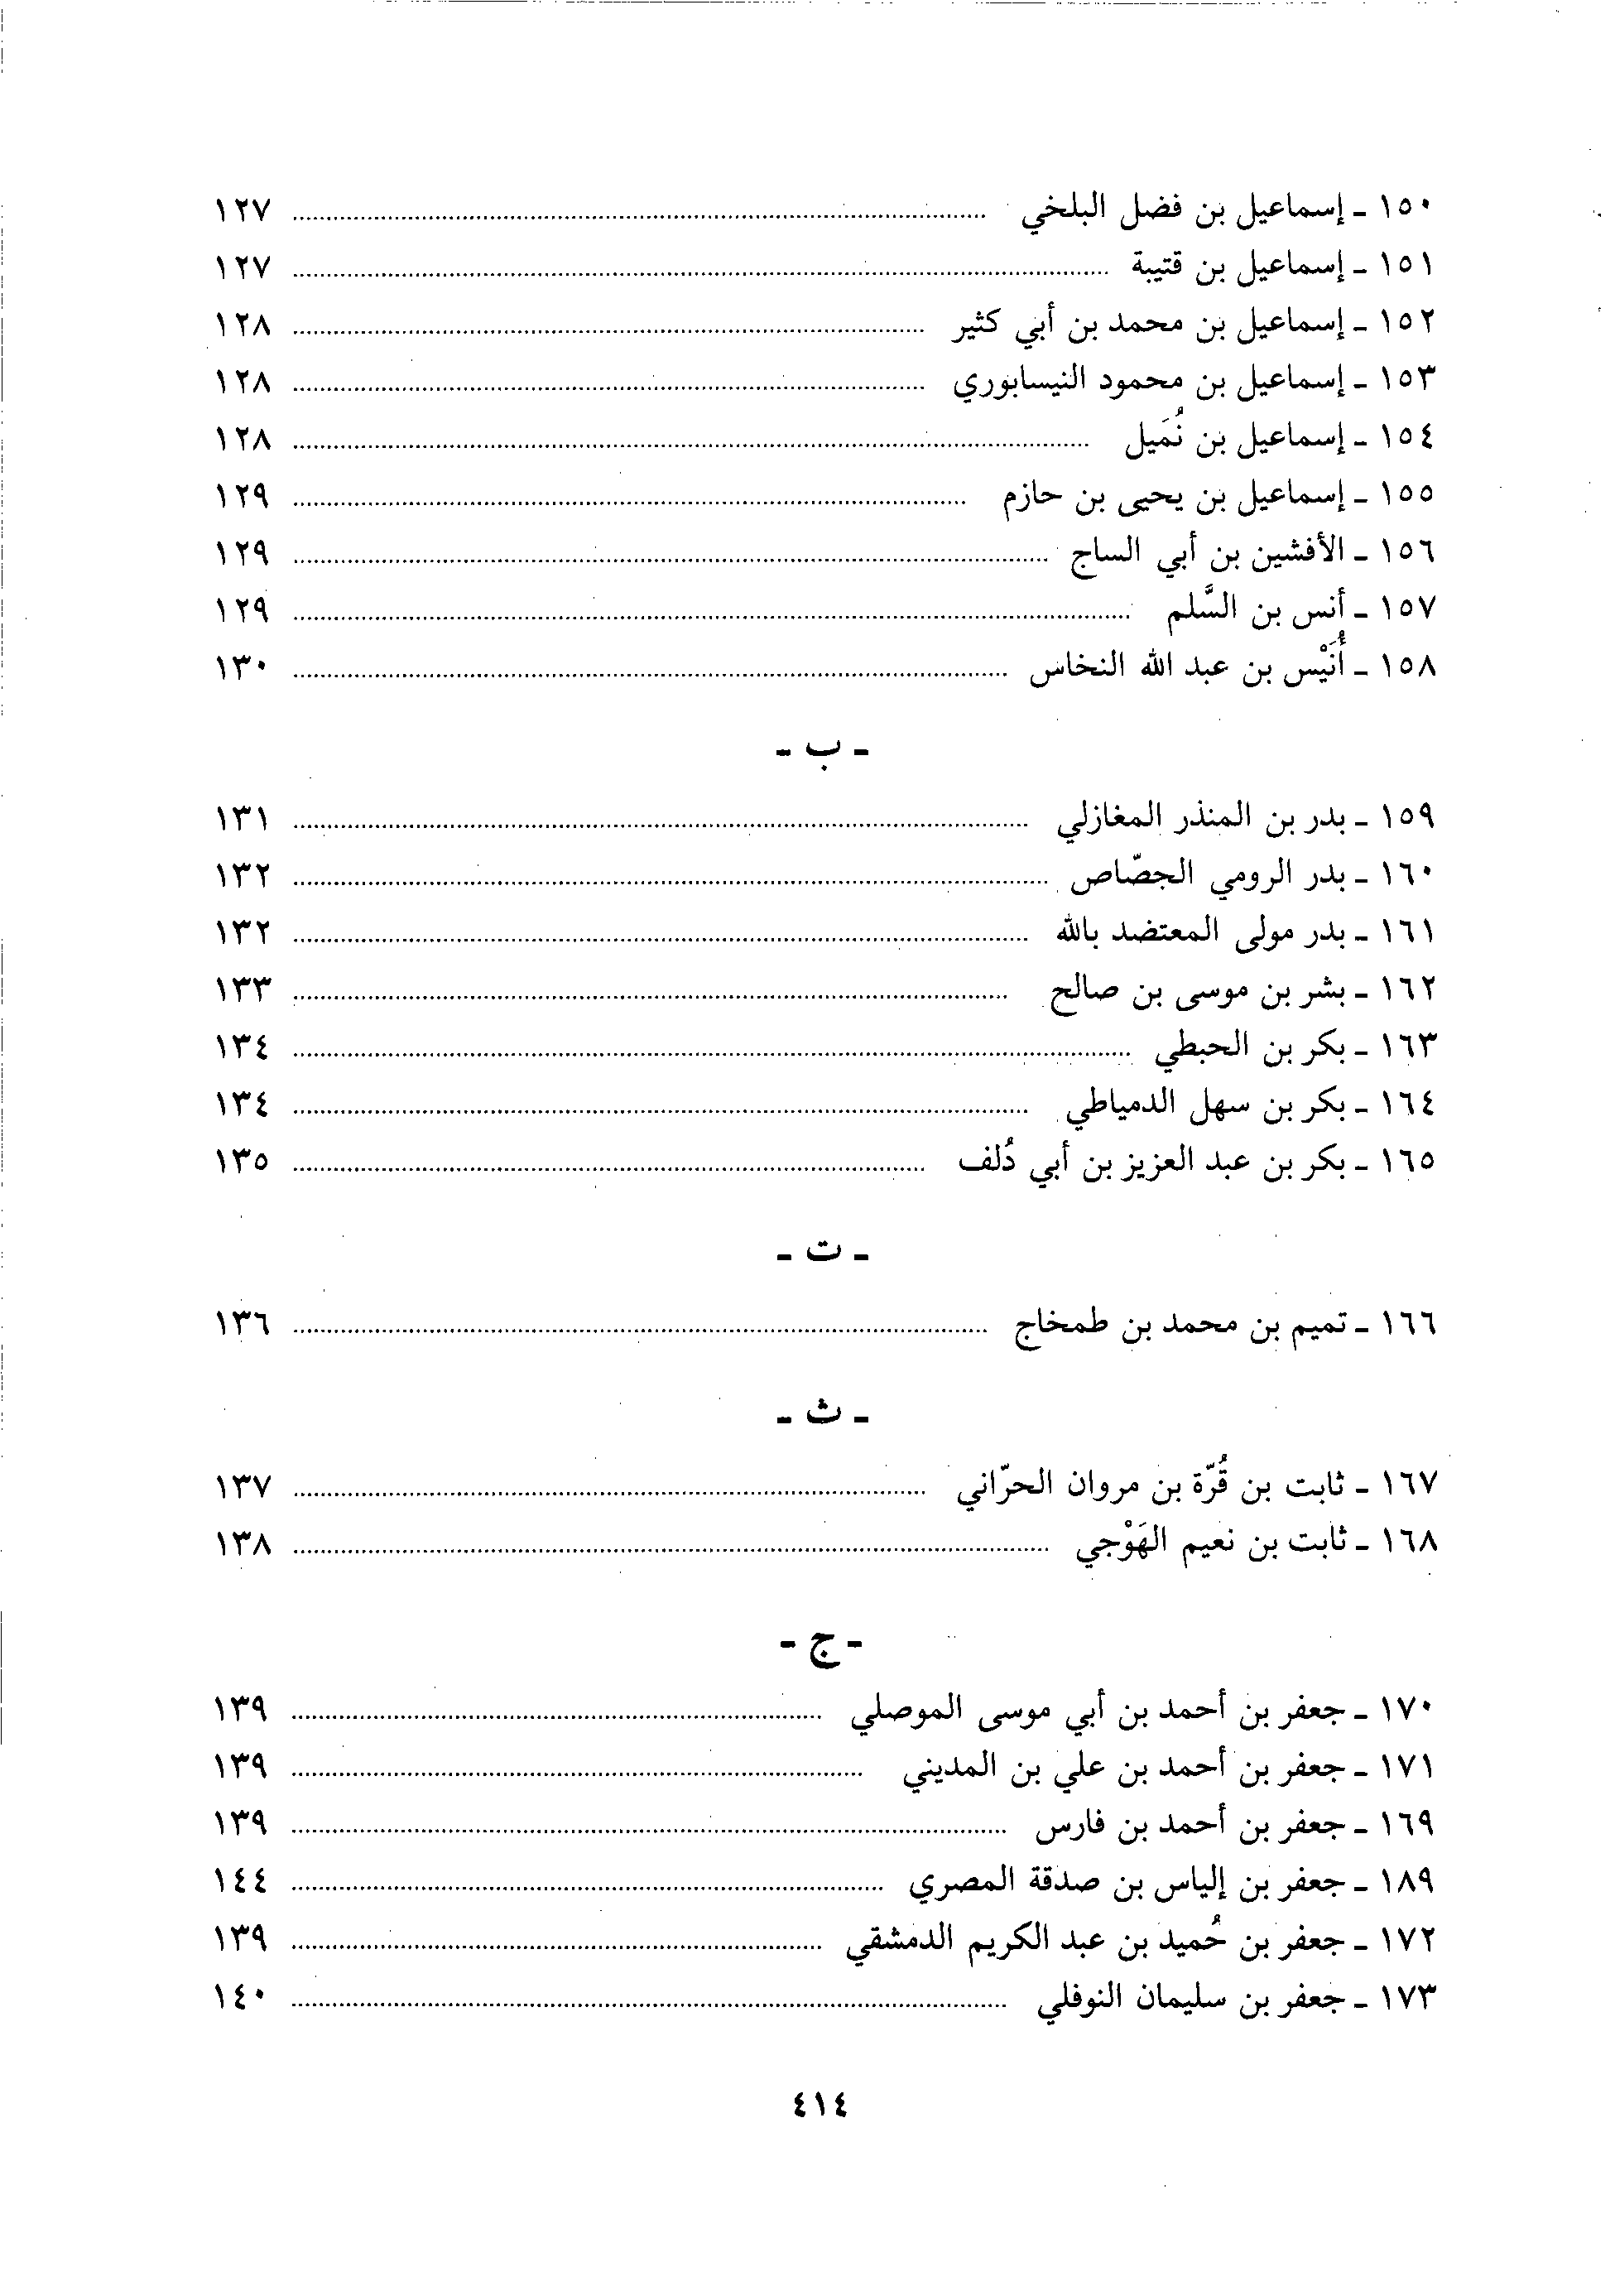 ١٥٠ ـ إسماعيل بن فضل البلخي ........ ١٢٧
١٥١ ـ إسماعيل بن قتيبة ........ ١٢٧
١٥٢ ـ إسماعيل بن محمد بن أبي كثير ........ ١٢٨
١٥٣ ـ إسماعيل بن محمود النيسابوري ........ ١٢٨
١٥٤ ـ إسماعيل بن نُمَيل ........ ١٢٨
١٥٥ ـ إسماعيل بن يحيى بن حازم ........ ١٢٩
١٥٦ ـ الأفشين بن أبي الساج ........ ١٢٩
١٥٧ ـ أنس بن السَّلم ........ ١٢٩
١٥٨ ـ أُنَيْس بن عبد الله النخاس ........ ١٣٠
ـ ب ـ
١٥٩ ـ بدر بن المنذر المغازلي ........ ١٣١
١٦٠ ـ بدر الرومي الجصّاص ........ ١٣٢
١٦١ ـ بدر مولى المعتضد بالله ........ ١٣٢
١٦٢ ـ بشر بن موسى بن صالح ........ ١٣٣
١٦٣ ـ بكر بن الحبطي ........ ١٣٤
١٦٤ ـ بكر بن سهل الدمياطي ........ ١٣٤
١٦٥ ـ بكر بن عبد العزيز بن أبي دُلف ........ ١٣٥
ـ ت ـ
١٦٦ ـ تميم بن محمد بن طمخاج ........ ١٣٦
ـ ث ـ
١٦٧ ـ ثابت بن قُرّة بن مروان الحرّاني ........ ١٣٧
١٦٨ ـ ثابت بن نعيم الهَوْجي ........ ١٣٨
ـ ج ـ
١٧٠ ـ جعفر بن أحمد بن أبي موسى الموصلي ........ ١٣٩
١٧١ ـ جعفر بن أحمد بن علي بن المديني ........ ١٣٩
١٦٩ ـ جعفر بن أحمد بن فارس ........ ١٣٩
١٨٩ ـ جعفر بن إلياس بن صدقة المصري ........ ١٤٤
١٧٢ ـ جعفر بن حُميد بن عبد الكريم الدمشقي ........ ١٣٩
١٧٣ ـ جعفر بن سليمان النوفلي ........ ١٤٠
٤١٤